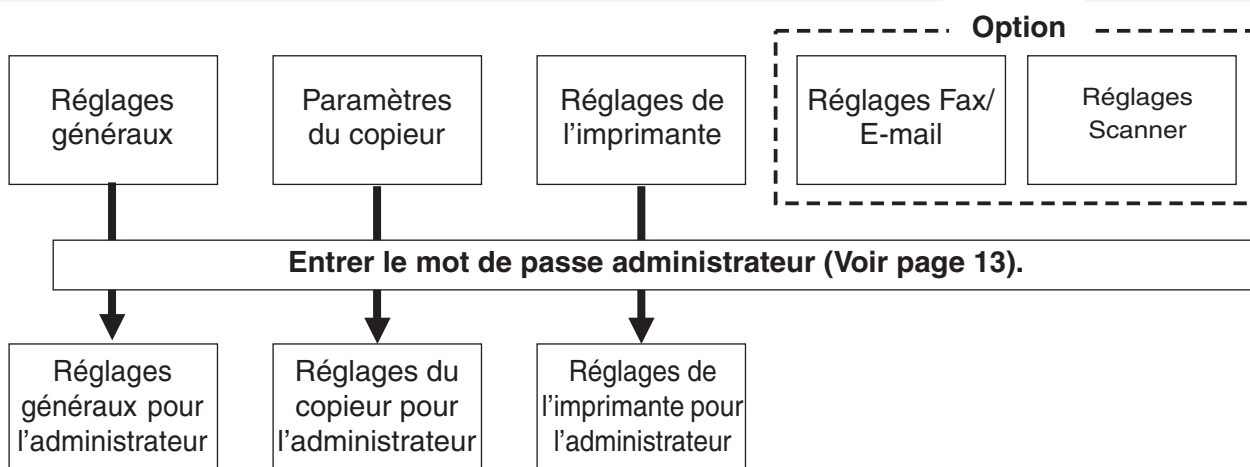 Option
Réglages
généraux
Paramètres
du copieur
Réglages de
l'imprimante
Réglages Fax/
E-mail
Réglages
Scanner
Entrer le mot de passe administrateur (Voir page 13).
Réglages
généraux pour
l'administrateur
Réglages du
copieur pour
l'administrateur
Réglages de
l'imprimante pour
l'administrateur